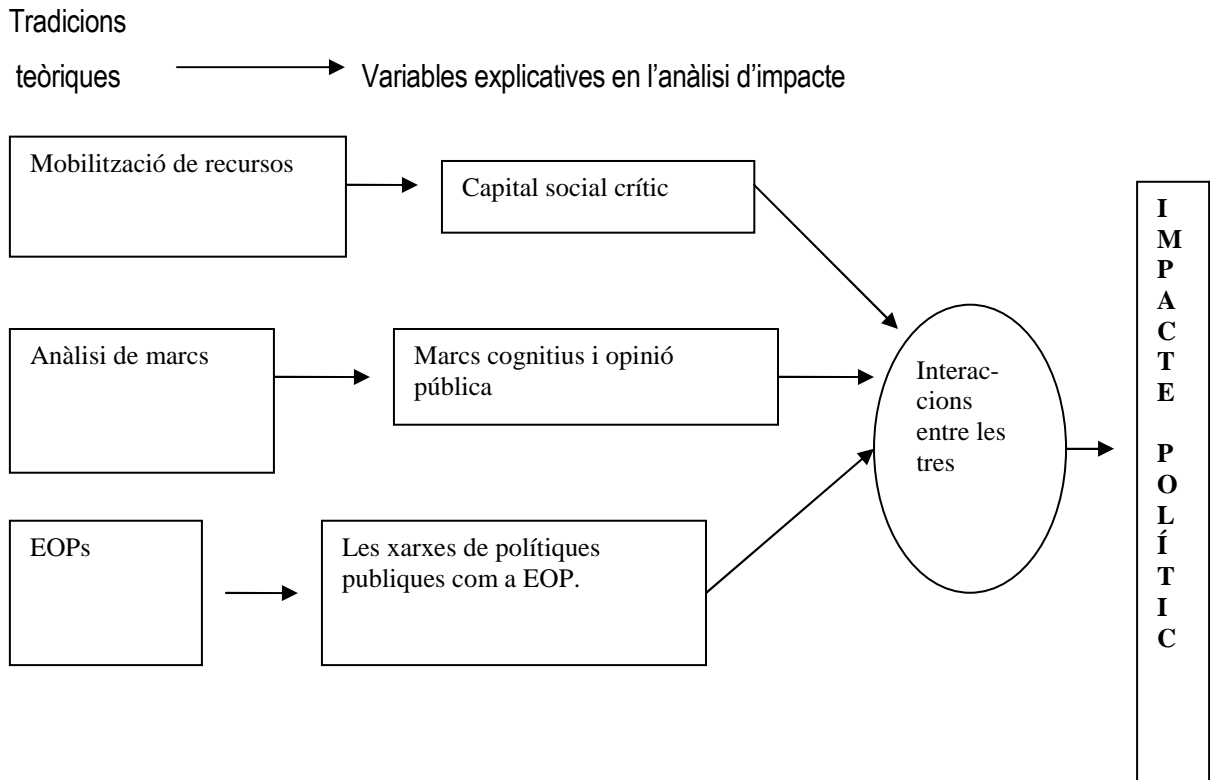 Tradicions
teòriques
Variables explicatives en l’anàlisi d’impacte
Mobilització de recursos
Capital social crític
Anàlisi de marcs
Marcs cognitius i opinió
pública
EOPs
Les xarxes de polítiques
publiques com a EOP.
Interac-
cions
entre les
tres
I
M
P
A
C
T
E
P
O
L
Í
T
I
C